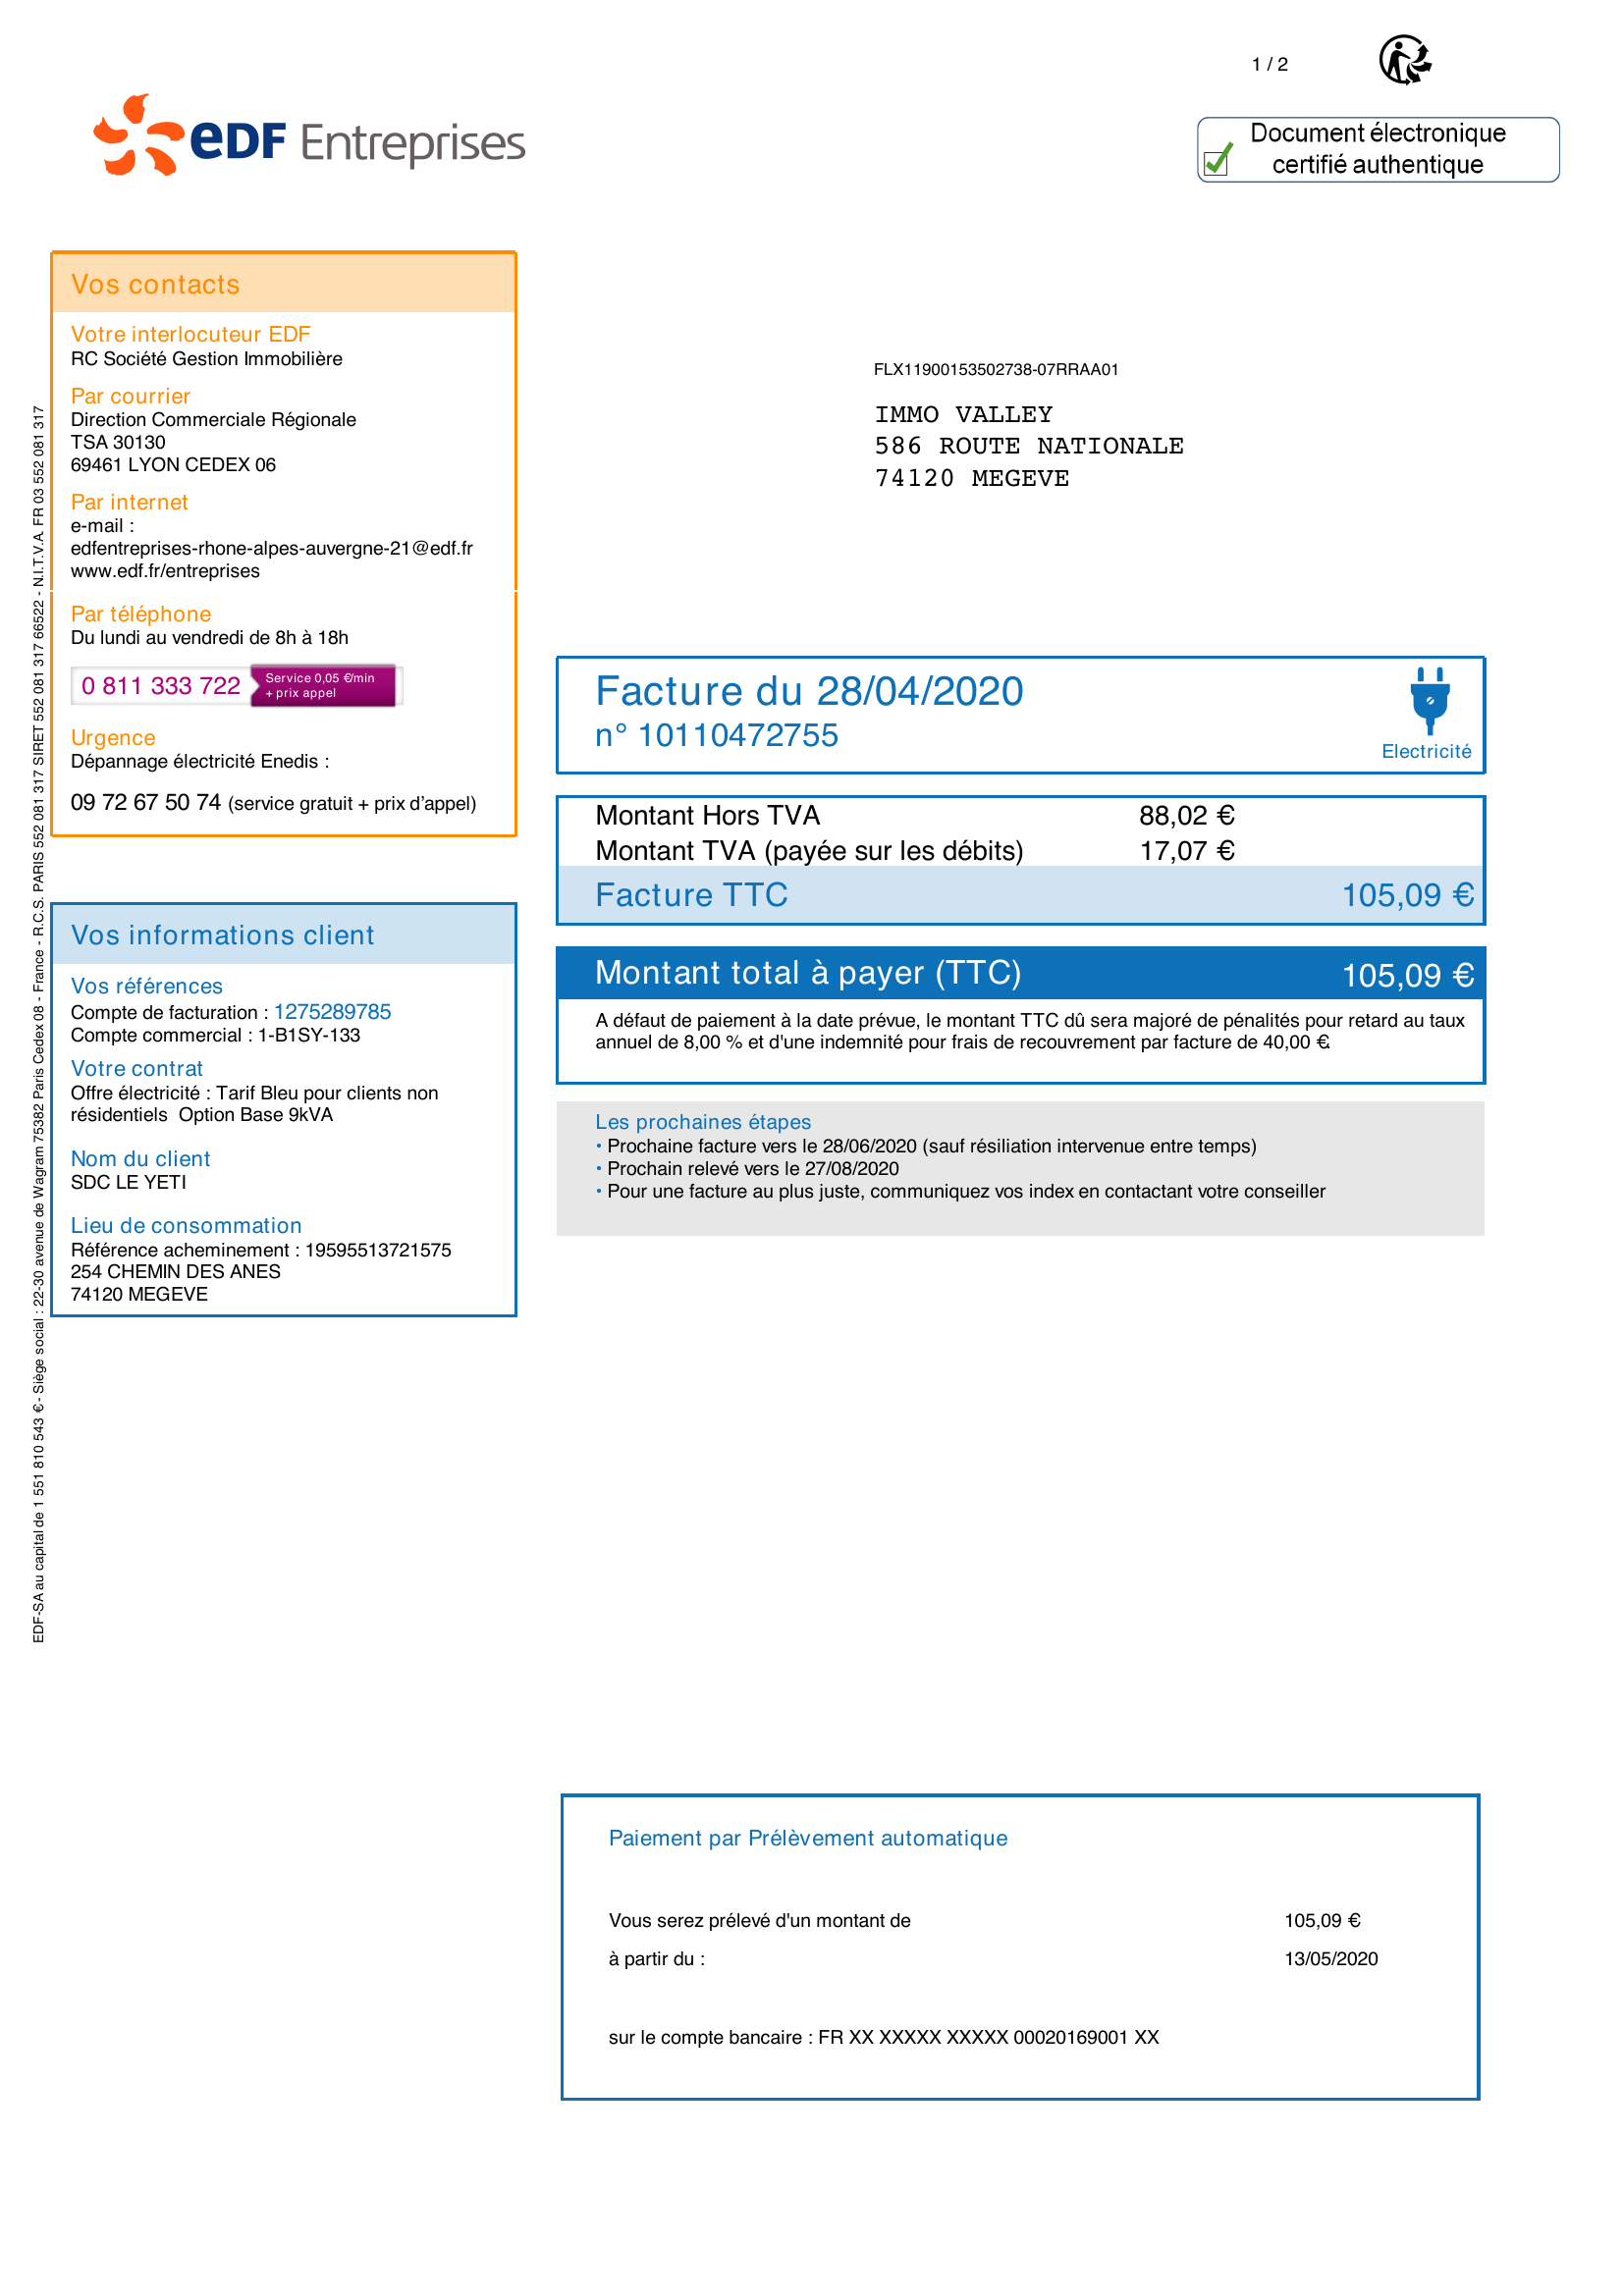 1 / 2
Document électronique
certifié authentique
eDF Entreprises
Vos contacts
Votre interlocuteur EDF
RC Société Gestion Immobilière
Par courrier
Direction Commerciale Régionale
TSA 30130
69461 LYON CEDEX 06
Par internet
e-mail :
edfentreprises-rhone-alpes-auvergne-21@edf.fr
www.edf.fr/entreprises
Par téléphone
Du lundi au vendredi de 8h à 18h
0 811 333 722
Service 0,05 €/min
+ prix appel
Urgence
Dépannage électricité Enedis :
09 72 67 50 74 (service gratuit + prix d'appel)
FLX11900153502738-07RRAA01
IMMO VALLEY
586 ROUTE NATIONALE
74120 MEGEVE
Facture du 28/04/2020
n° 10110472755
Electricité
Montant Hors TVA 88,02 €
Montant TVA (payée sur les débits) 17,07 €
Facture TTC 105,09 €
Montant total à payer (TTC) 105,09 €
A défaut de paiement à la date prévue, le montant TTC dû sera majoré de pénalités pour retard au taux
annuel de 8,00 % et d'une indemnité pour frais de recouvrement par facture de 40,00 €.
Les prochaines étapes
• Prochaine facture vers le 28/06/2020 (sauf résiliation intervenue entre temps)
• Prochain relevé vers le 27/08/2020
• Pour une facture au plus juste, communiquez vos index en contactant votre conseiller
Vos informations client
Vos références
Compte de facturation : 1275289785
Compte commercial : 1-B1SY-133
Votre contrat
Offre électricité : Tarif Bleu pour clients non
résidentiels Option Base 9kVA
Nom du client
SDC LE YETI
Lieu de consommation
Référence acheminement : 19595513721575
254 CHEMIN DES ANES
74120 MEGEVE
EDF-SA au capital de 1 551 810 543 € - Siège social : 22-30 avenue de Wagram 75382 Paris Cedex 08 - France - R.C.S. PARIS 552 081 317 SIRET 552 081 317 66522 - N.I.T.V.A. FR 03 552 081 317
Paiement par Prélèvement automatique
Vous serez prélevé d'un montant de 105,09 €
à partir du : 13/05/2020
sur le compte bancaire : FR XX XXXXX XXXXX 00020169001 XX